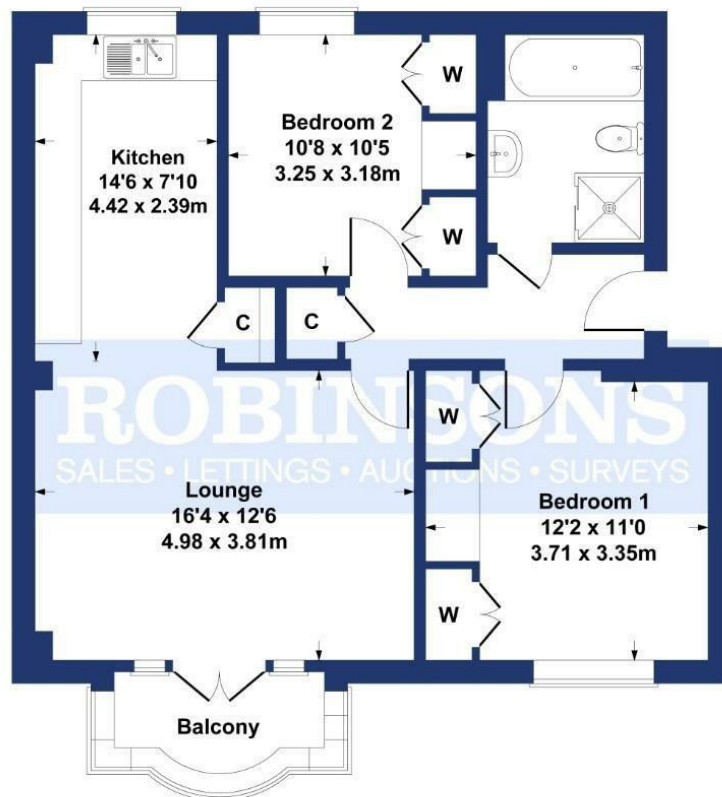 Kitchen
14'6 x 7'10
4.42 x 2.39m
Bedroom 2
10'8 x 10'5
3.25 x 3.18m
W
W
C
C
ROBINSONS
SALES • LETTINGS • AUCTIONS • SURVEYS
Lounge
16'4 x 12'6
4.98 x 3.81m
W
Bedroom 1
12'2 x 11'0
3.71 x 3.35m
W
Balcony